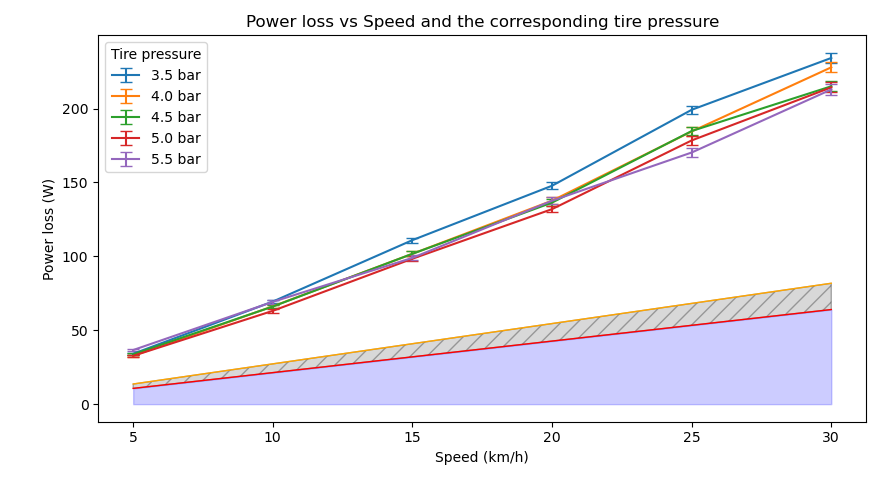 Power loss vs Speed and the corresponding tire pressure
Tire pressure
3.5 bar
4.0 bar
4.5 bar
5.0 bar
5.5 bar
Power loss (W)
200
150
100
50
0
5 10 15 20 25 30
Speed (km/h)